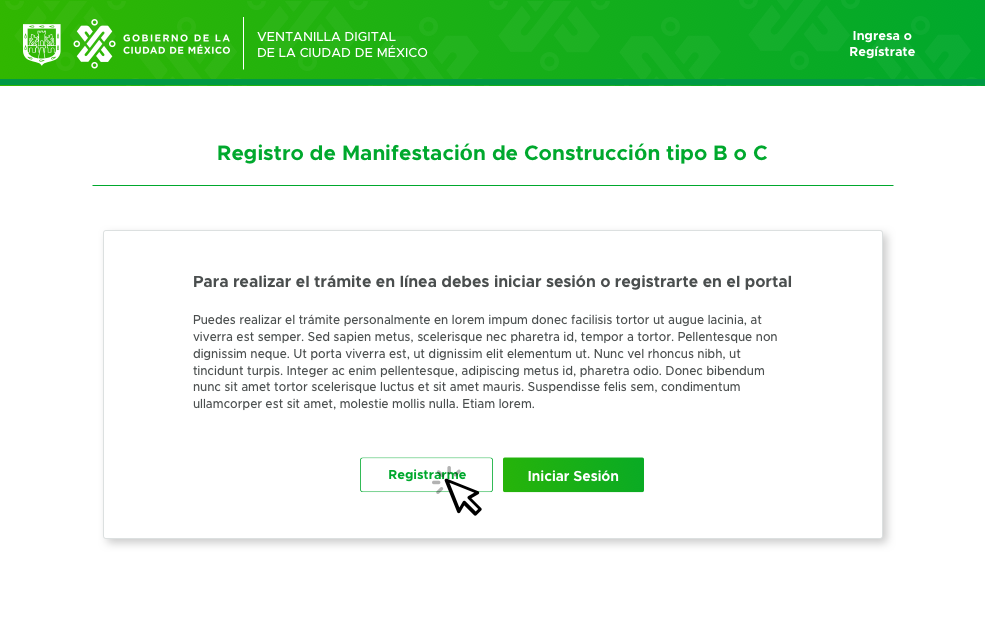 GOBIERNO DE LA
CIUDAD DE MÉXICO
VENTANILLA DIGITAL
DE LA CIUDAD DE MÉXICO
Ingresa o
Regístrate
Registro de Manifestación de Construcción tipo B o C
Para realizar el trámite en línea debes iniciar sesión o registrarte en el portal
Puedes realizar el trámite personalmente en lorem impum donec facilisis tortor ut augue lacinia, at
viverra est semper. Sed sapien metus, scelerisque nec pharetra id, tempor a tortor. Pellentesque non
dignissim neque. Ut porta viverra est, ut dignissim elit elementum ut. Nunc vel rhoncus nibh, ut
tincidunt turpis. Integer ac enim pellentesque, adipiscing metus id, pharetra odio. Donec bibendum
nunc sit amet tortor scelerisque luctus et sit amet mauris. Suspendisse felis sem, condimentum
ullamcorper est sit amet, molestie mollis nulla. Etiam lorem.
Registrarme
Iniciar Sesión